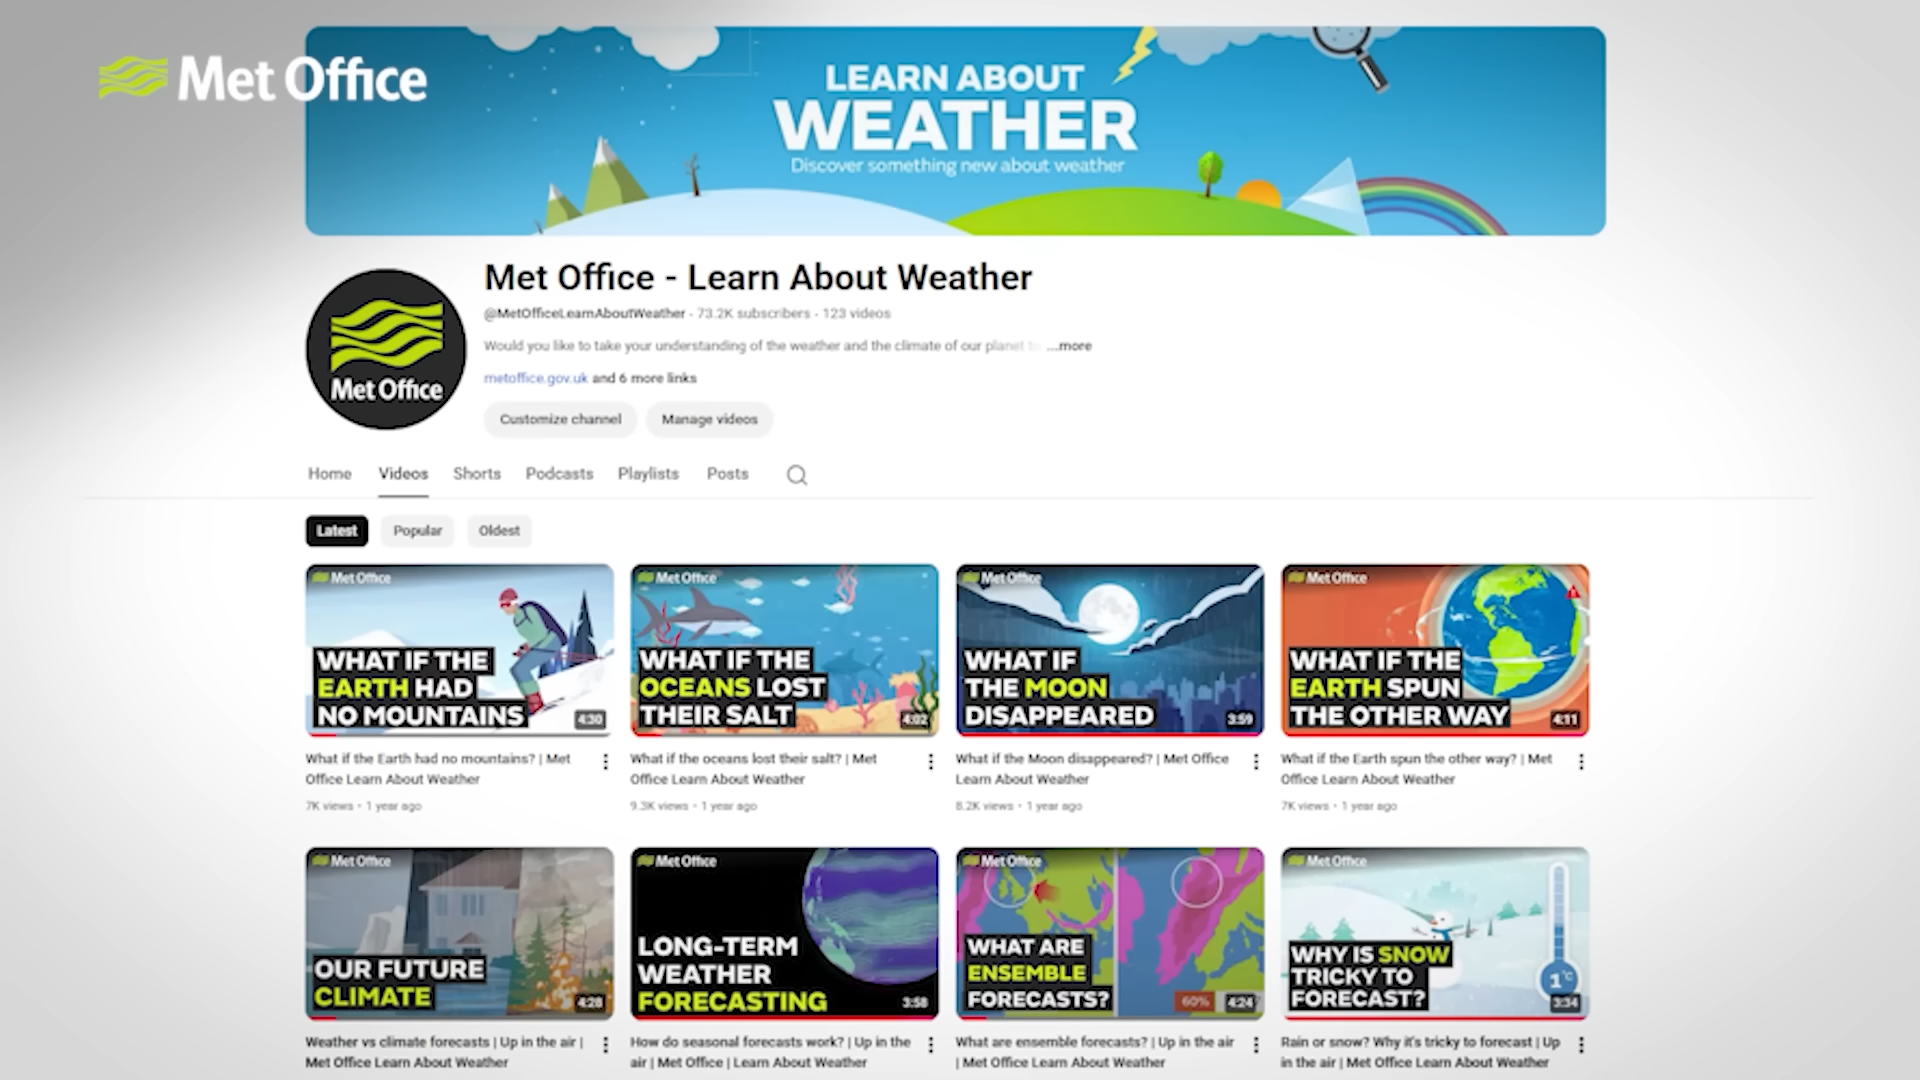 Met Office
LEARN ABOUT
WEATHER
Discover something new about weather
Met Office
Met Office - Learn About Weather
@MetOfficeLearnAboutWeather · 73.2K subscribers · 123 videos
Would you like to take your understanding of the weather and the climate of our planet to ...more
metoffice.gov.uk and 6 more links
Customize channel Manage videos
Home Videos Shorts Podcasts Playlists Posts
Latest Popular Oldest
Met Office
WHAT IF THE
EARTH HAD
NO MOUNTAINS
4:30
Met Office
WHAT IF THE
OCEANS LOST
THEIR SALT
4:02
Met Office
WHAT IF
THE MOON
DISAPPEARED
3:59
Met Office
WHAT IF THE
EARTH SPUN
THE OTHER WAY
4:11
What if the Earth had no mountains? | Met
Office Learn About Weather
7K views · 1 year ago
What if the oceans lost their salt? | Met
Office Learn About Weather
9.3K views · 1 year ago
What if the Moon disappeared? | Met Office
Learn About Weather
8.2K views · 1 year ago
What if the Earth spun the other way? | Met
Office Learn About Weather
7K views · 1 year ago
Met Office
OUR FUTURE
CLIMATE
4:28
Met Office
LONG-TERM
WEATHER
FORECASTING
3:58
Met Office
WHAT ARE
ENSEMBLE
FORECASTS?
60%
4:24
Met Office
WHY IS SNOW
TRICKY TO
FORECAST?
1°C
3:34
Weather vs climate forecasts | Up in the air |
Met Office Learn About Weather
How do seasonal forecasts work? | Up in the
air | Met Office | Learn About Weather
What are ensemble forecasts? | Up in the air
| Met Office Learn About Weather
Rain or snow? Why it's tricky to forecast | Up
in the air | Met Office Learn About Weather